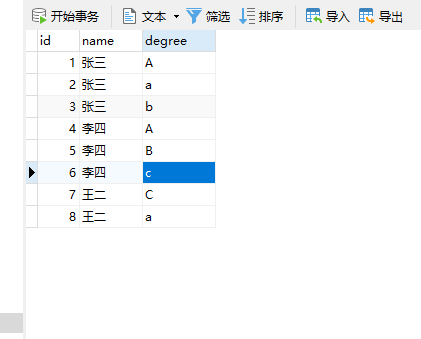 开始事务 文本 筛选 排序 导入 导出
id name degree
1 张三 A
2 张三 a
3 张三 b
4 李四 A
5 李四 B
6 李四 c
7 王二 C
8 王二 a